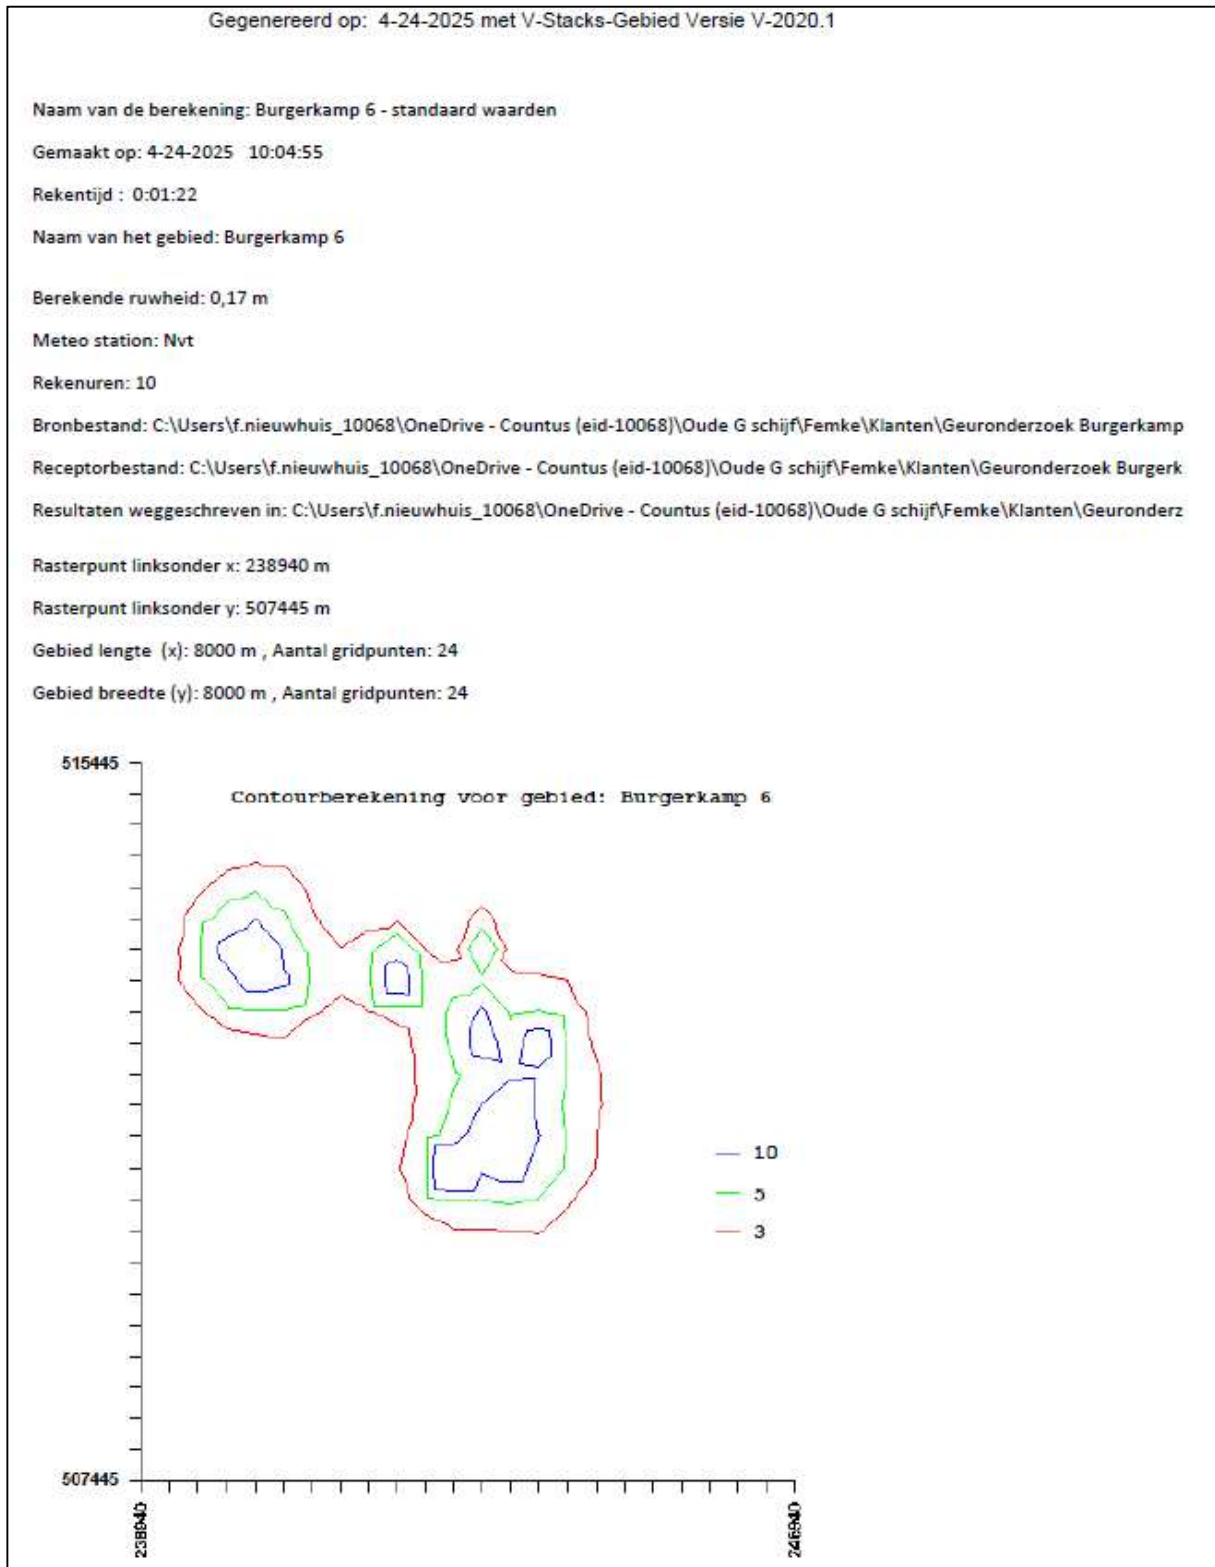 Gegenereerd op: 4-24-2025 met V-Stacks-Gebied Versie V-2020.1
Naam van de berekening: Burgerkamp 6 - standaard waarden
Gemaakt op: 4-24-2025 10:04:55
Rekentijd : 0:01:22
Naam van het gebied: Burgerkamp 6
Berekende ruwheid: 0,17 m
Meteo station: Nvt
Rekenuren: 10
Bronbestand: C:\Users\f.nieuwhuis_10068\OneDrive - Countus (eid-10068)\Oude G schijf\Femke\Klanten\Geuronderzoek Burgerkamp
Receptorbestand: C:\Users\f.nieuwhuis_10068\OneDrive - Countus (eid-10068)\Oude G schijf\Femke\Klanten\Geuronderzoek Burgerk
Resultaten weggeschreven in: C:\Users\f.nieuwhuis_10068\OneDrive - Countus (eid-10068)\Oude G schijf\Femke\Klanten\Geuronderz
Rasterpunt linksonder x: 238940 m
Rasterpunt linksonder y: 507445 m
Gebied lengte (x): 8000 m , Aantal gridpunten: 24
Gebied breedte (y): 8000 m , Aantal gridpunten: 24
515445
Contourberekening voor gebied: Burgerkamp 6
10
5
3
507445
238940
246940